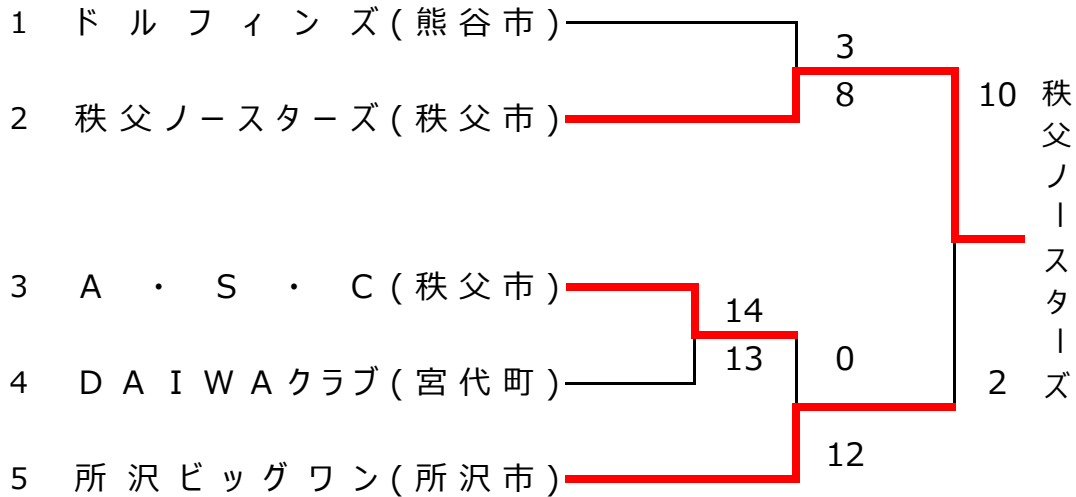 1 ドルフィンズ(熊谷市)
3
8
2 秩父ノースターズ(秩父市)
10
秩父ノースターズ
3 A・S・C(秩父市)
14
13
4 DAIWAクラブ(宮代町)
0
2
12
5 所沢ビッグワン(所沢市)